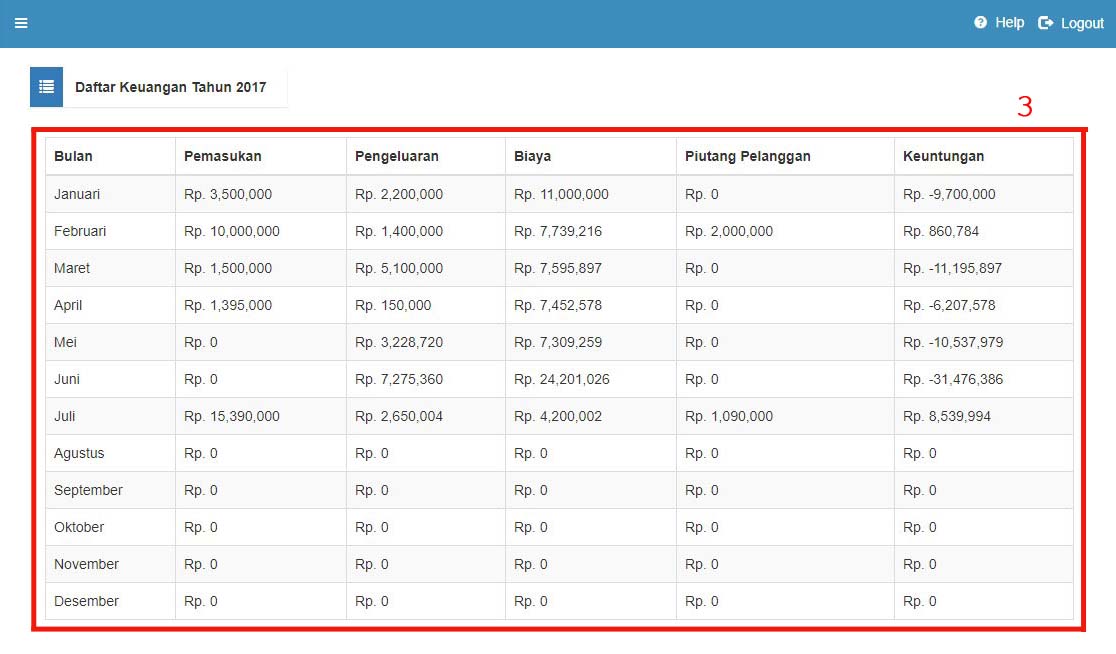 Help Logout
Daftar Keuangan Tahun 2017
3
Bulan Pemasukan Pengeluaran Biaya Piutang Pelanggan Keuntungan
Januari Rp. 3,500,000 Rp. 2,200,000 Rp. 11,000,000 Rp. 0 Rp. -9,700,000
Februari Rp. 10,000,000 Rp. 1,400,000 Rp. 7,739,216 Rp. 2,000,000 Rp. 860,784
Maret Rp. 1,500,000 Rp. 5,100,000 Rp. 7,595,897 Rp. 0 Rp. -11,195,897
April Rp. 1,395,000 Rp. 150,000 Rp. 7,452,578 Rp. 0 Rp. -6,207,578
Mei Rp. 0 Rp. 3,228,720 Rp. 7,309,259 Rp. 0 Rp. -10,537,979
Juni Rp. 0 Rp. 7,275,360 Rp. 24,201,026 Rp. 0 Rp. -31,476,386
Juli Rp. 15,390,000 Rp. 2,650,004 Rp. 4,200,002 Rp. 1,090,000 Rp. 8,539,994
Agustus Rp. 0 Rp. 0 Rp. 0 Rp. 0 Rp. 0
September Rp. 0 Rp. 0 Rp. 0 Rp. 0 Rp. 0
Oktober Rp. 0 Rp. 0 Rp. 0 Rp. 0 Rp. 0
November Rp. 0 Rp. 0 Rp. 0 Rp. 0 Rp. 0
Desember Rp. 0 Rp. 0 Rp. 0 Rp. 0 Rp. 0